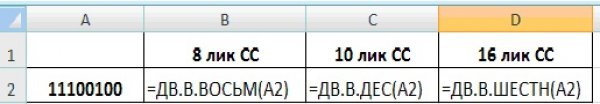 A B C D
1 8 лик СС 10 лик СС 16 лик СС
2 11100100 =ДВ.В.ВОСЬМ(A2) =ДВ.В.ДЕС(A2) =ДВ.В.ШЕСТН(A2)